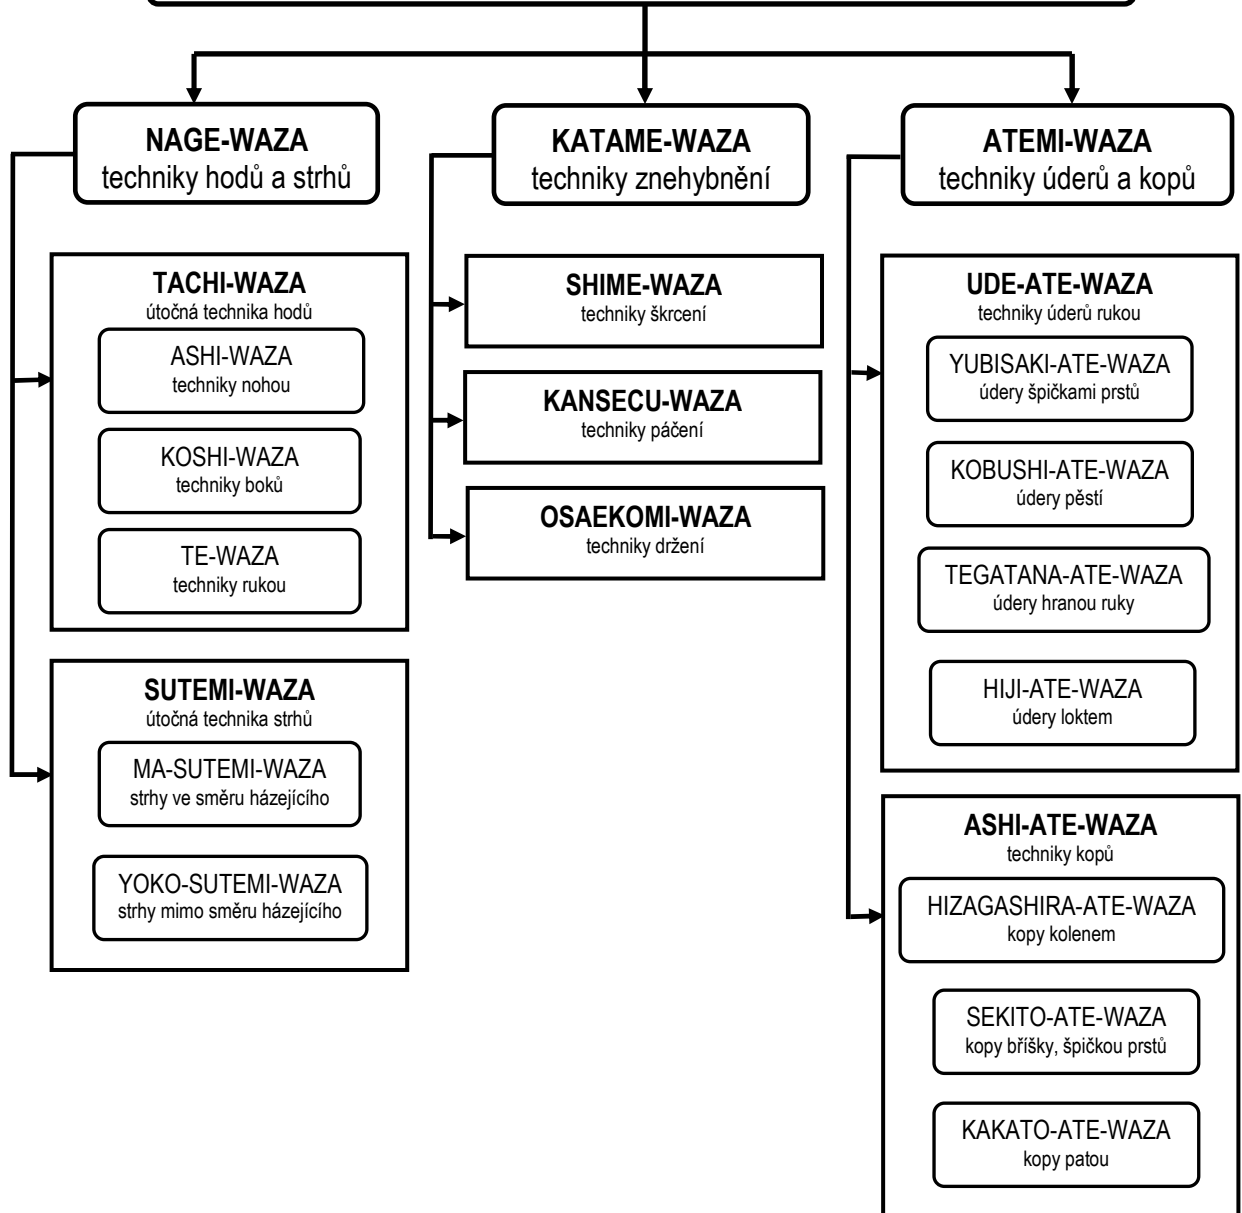 NAGE-WAZA
techniky hodů a strhů
KATAME-WAZA
techniky znehybnění
ATEMI-WAZA
techniky úderů a kopů
TACHI-WAZA
útočná technika hodů
ASHI-WAZA
techniky nohou
KOSHI-WAZA
techniky boků
TE-WAZA
techniky rukou
SUTEMI-WAZA
útočná technika strhů
MA-SUTEMI-WAZA
strhy ve směru házejícího
YOKO-SUTEMI-WAZA
strhy mimo směru házejícího
SHIME-WAZA
techniky škrcení
KANSECU-WAZA
techniky páčení
OSAEKOMI-WAZA
techniky držení
UDE-ATE-WAZA
techniky úderů rukou
YUBISAKI-ATE-WAZA
údery špičkami prstů
KOBUSHI-ATE-WAZA
údery pěstí
TEGATANA-ATE-WAZA
údery hranou ruky
HIJI-ATE-WAZA
údery loktem
ASHI-ATE-WAZA
techniky kopů
HIZAGASHIRA-ATE-WAZA
kopy kolenem
SEKITO-ATE-WAZA
kopy bříšky, špičkou prstů
KAKATO-ATE-WAZA
kopy patou